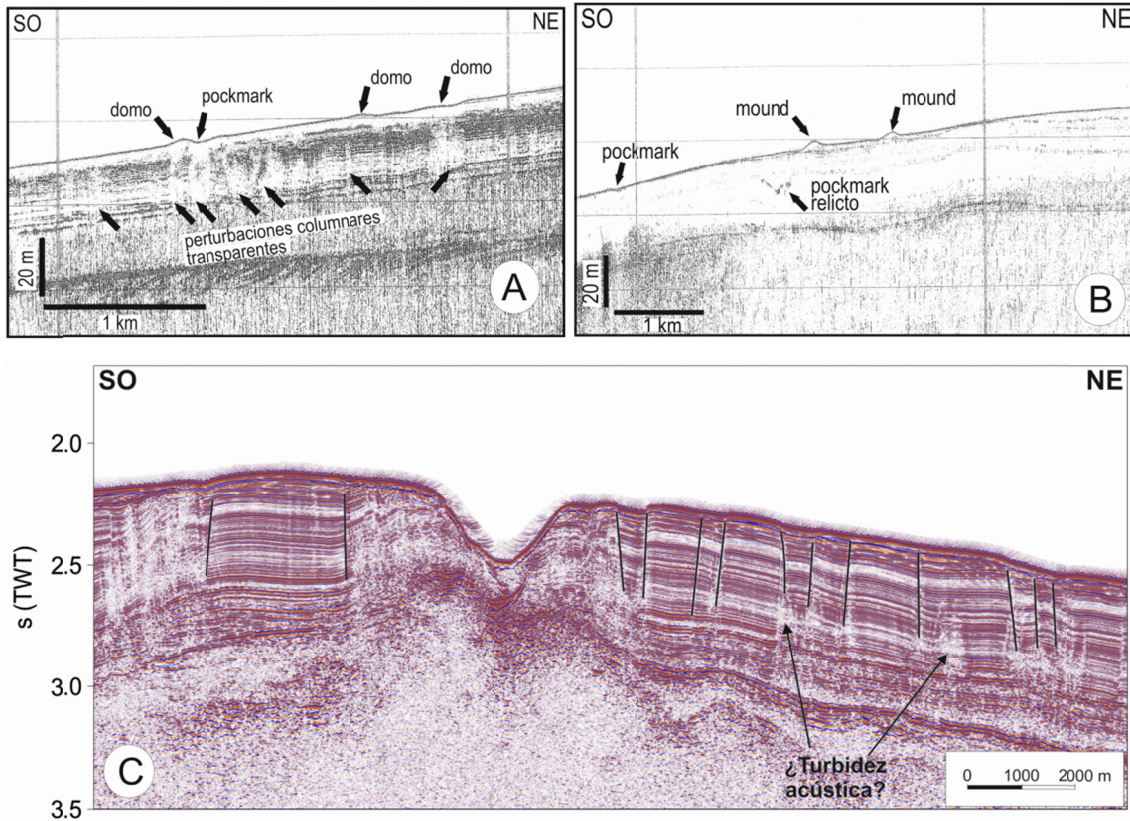 SO
NE
domo
domo
domo
pockmark
perturbaciones columnares
transparentes
20 m
1 km
A
SO
NE
mound
mound
pockmark
pockmark
relicto
20 m
1 km
B
SO
NE
2.0
2.5
3.0
3.5
s (TWT)
¿Turbidez
acústica?
0 1000 2000 m
C